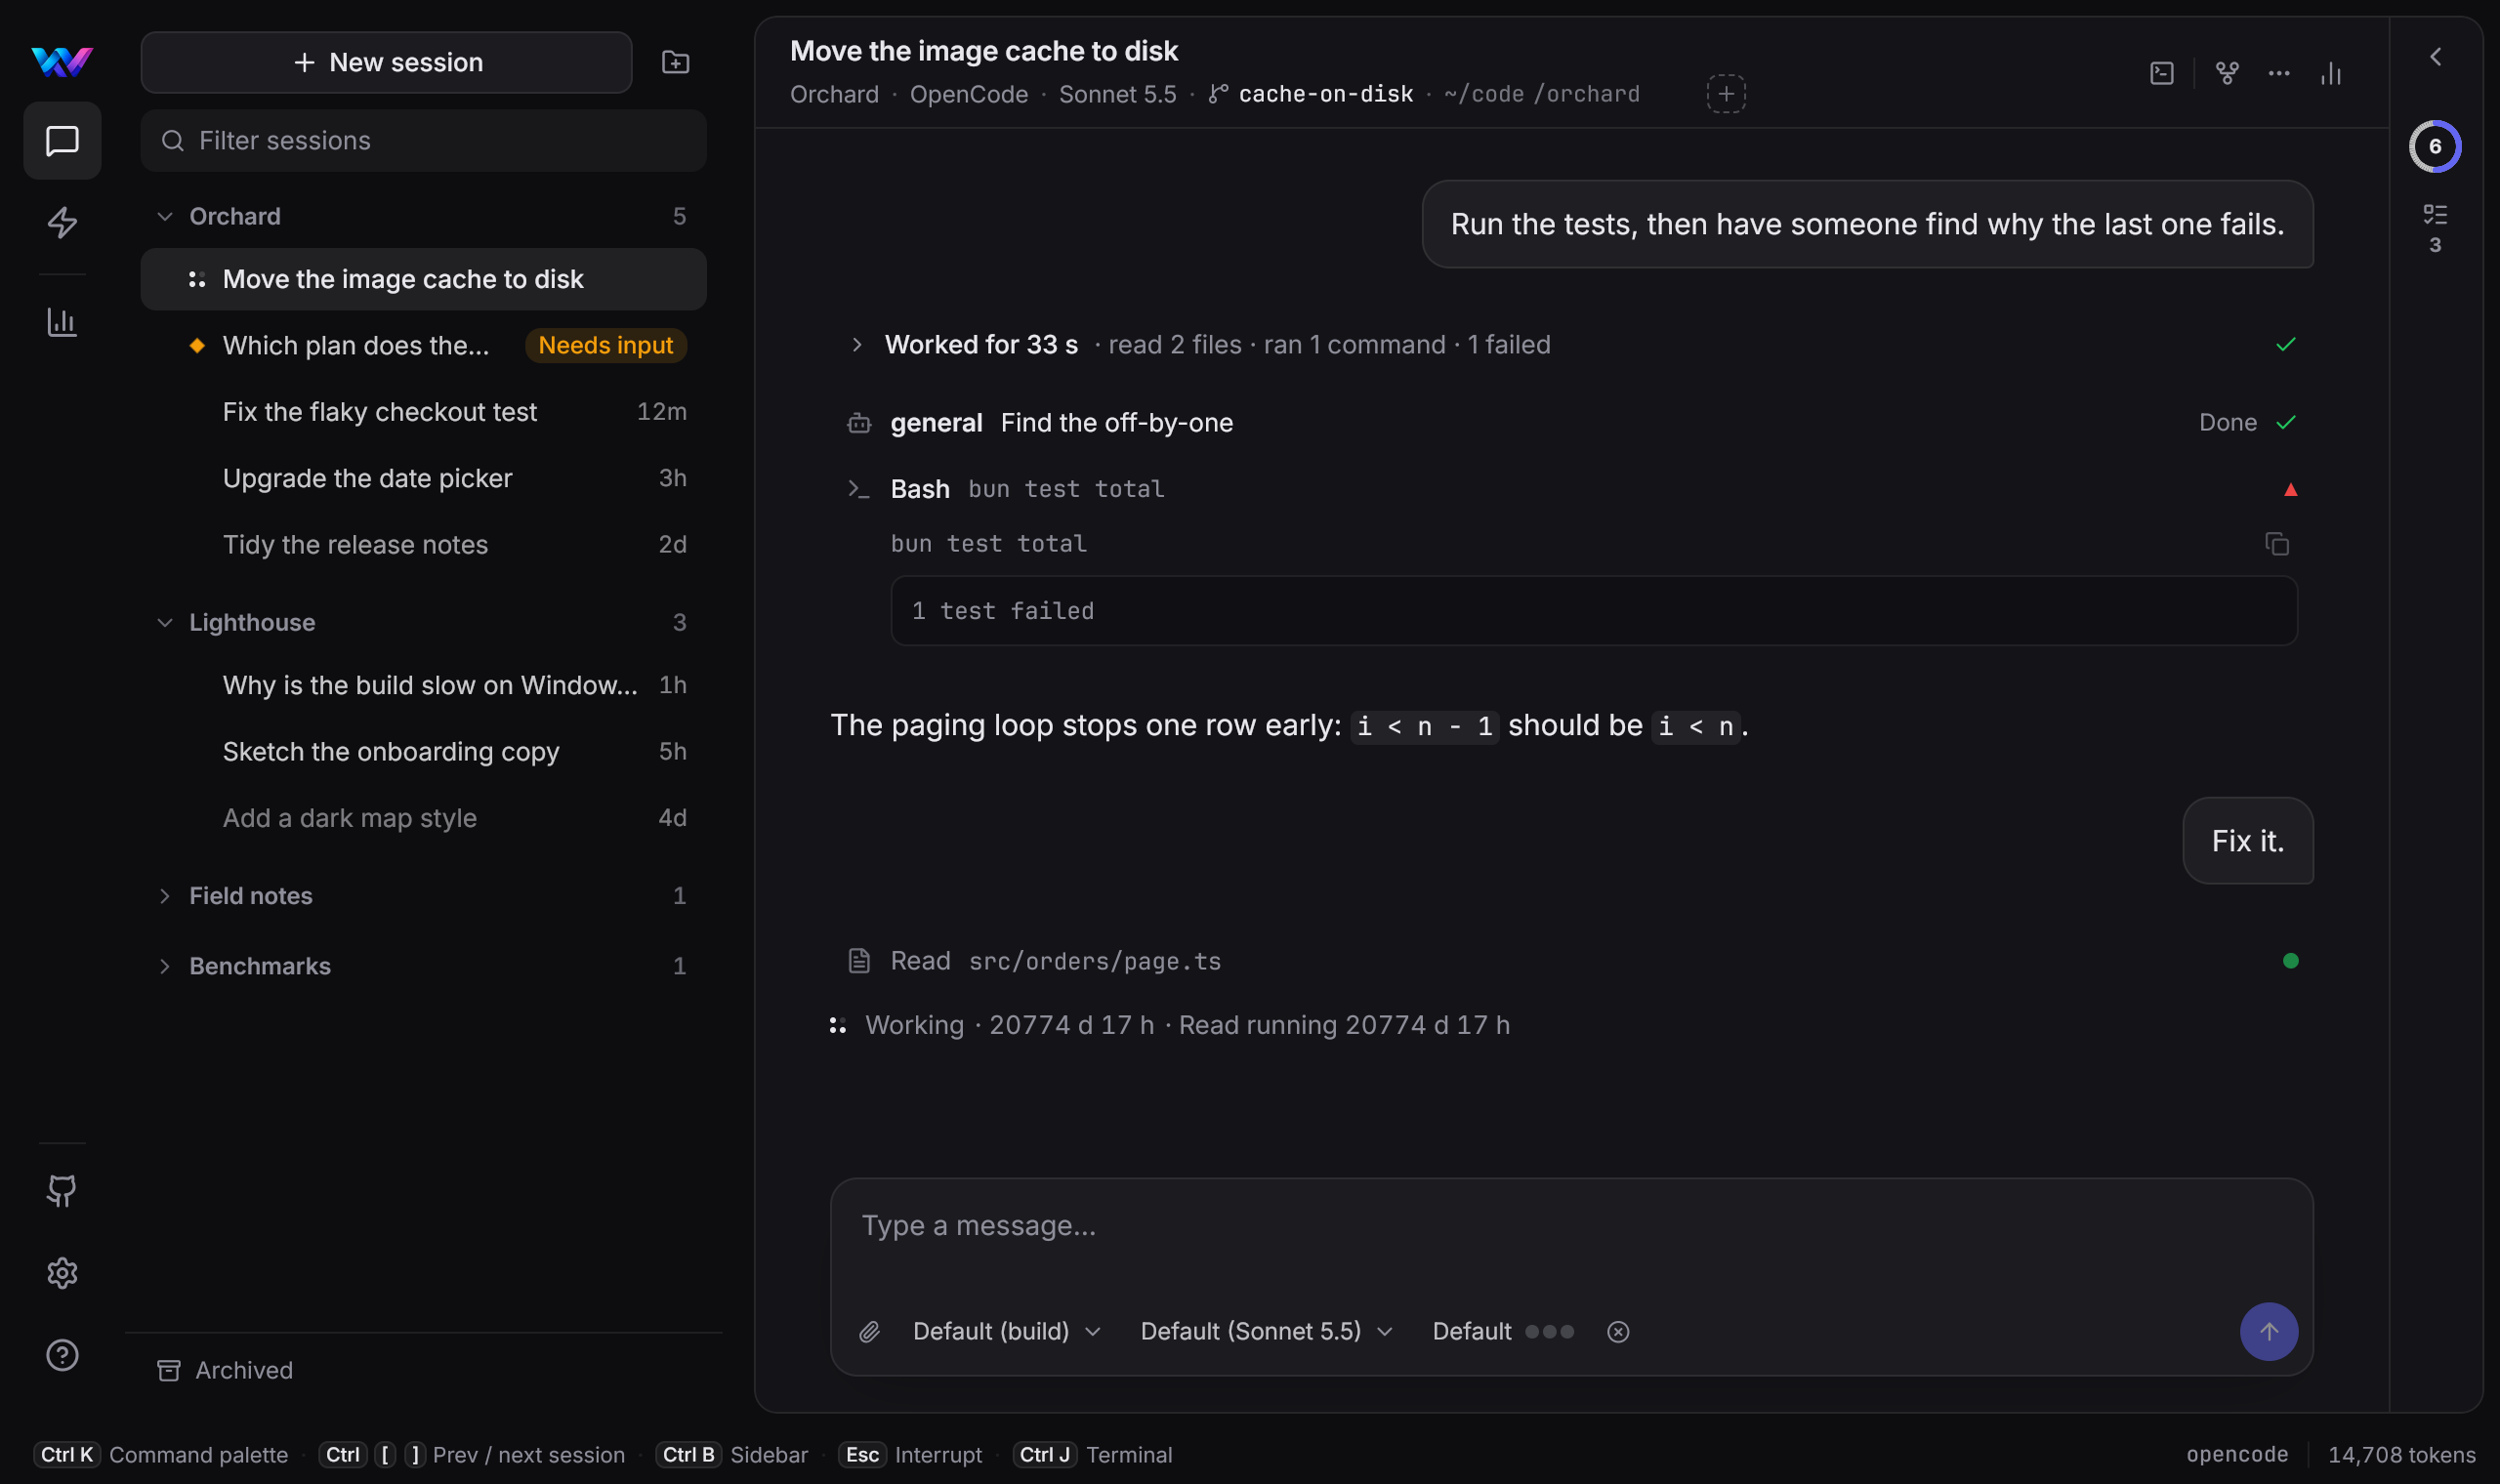 + New session
Filter sessions
Orchard 5
Move the image cache to disk
Which plan does the... Needs input
Fix the flaky checkout test 12m
Upgrade the date picker 3h
Tidy the release notes 2d
Lighthouse 3
Why is the build slow on Window... 1h
Sketch the onboarding copy 5h
Add a dark map style 4d
Field notes 1
Benchmarks 1
Archived
Move the image cache to disk
Orchard · OpenCode · Sonnet 5.5 · cache-on-disk · ~/code /orchard
6
3
Run the tests, then have someone find why the last one fails.
Worked for 33 s · read 2 files · ran 1 command · 1 failed
general Find the off-by-one Done
Bash bun test total
bun test total
1 test failed
The paging loop stops one row early: i < n - 1 should be i < n.
Fix it.
Read src/orders/page.ts
Working · 20774 d 17 h · Read running 20774 d 17 h
Type a message...
Default (build) Default (Sonnet 5.5) Default
Ctrl K Command palette · Ctrl [ ] Prev / next session · Ctrl B Sidebar · Esc Interrupt · Ctrl J Terminal
opencode 14,708 tokens